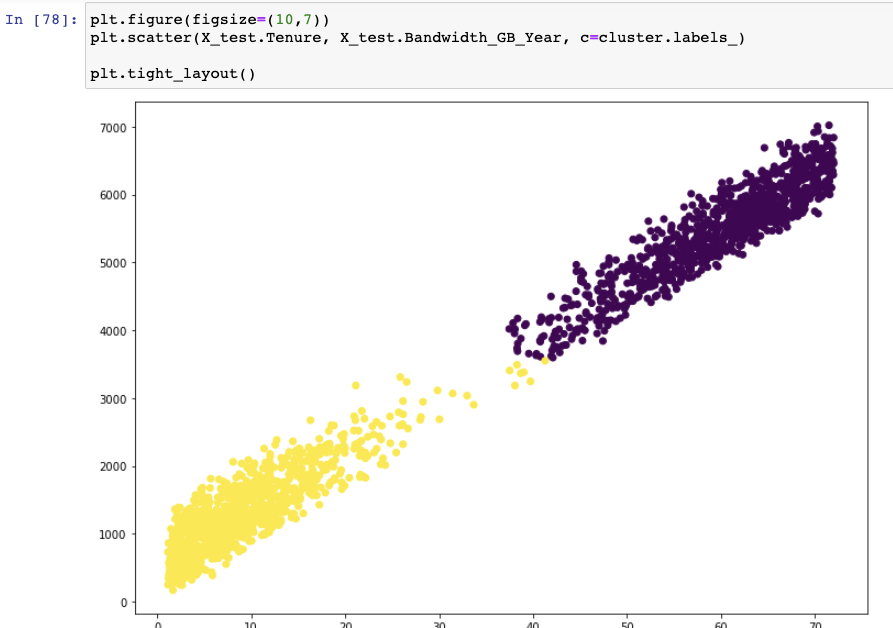 In [78]: plt.figure(figsize=(10,7))
plt.scatter(X_test.Tenure, X_test.Bandwidth_GB_Year, c=cluster.labels_)
plt.tight_layout()
7000
6000
5000
4000
3000
2000
1000
0
0 10 20 30 40 50 60 70